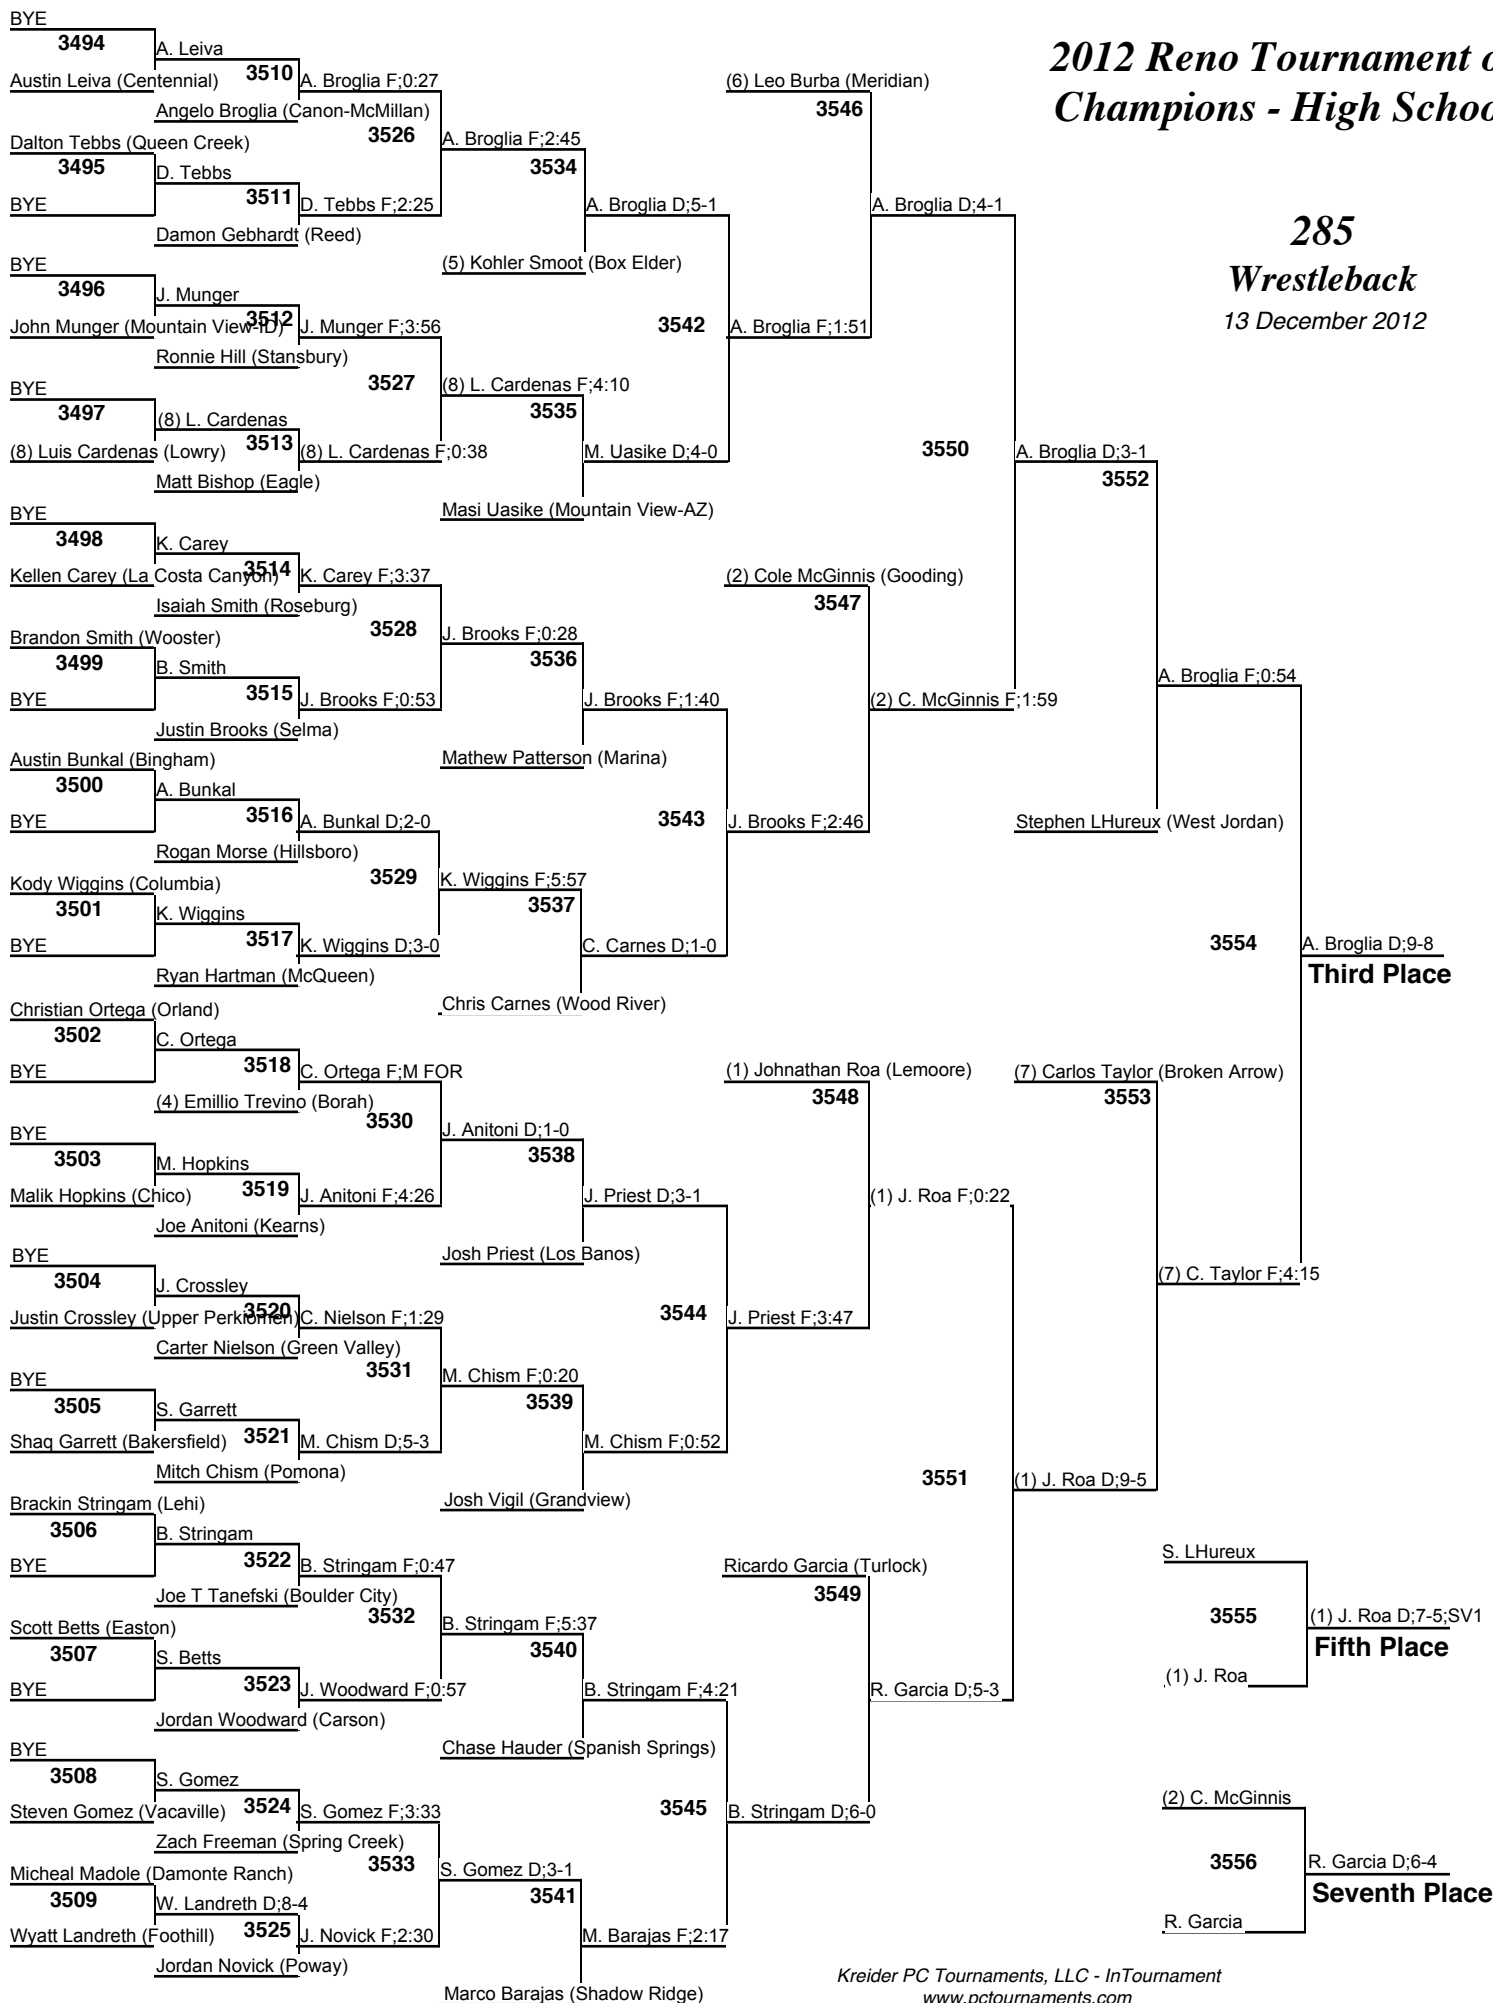 2012 Reno Tournament o
Champions - High Schoo
285
Wrestleback
13 December 2012
BYE
3494
A. Leiva
Austin Leiva (Centennial)
3510
A. Broglia F;0:27
Angelo Broglia (Canon-McMillan)
3526
Dalton Tebbs (Queen Creek)
A. Broglia F;2:45
3495
D. Tebbs
3534
BYE
3511
D. Tebbs F;2:25
A. Broglia D;5-1
Damon Gebhardt (Reed)
BYE
(5) Kohler Smoot (Box Elder)
3496
J. Munger
John Munger (Mountain View-ID)
3512
J. Munger F;3:56
3542
A. Broglia F;1:51
Ronnie Hill (Stansbury)
BYE
3527
(8) L. Cardenas F;4:10
3497
(8) L. Cardenas
3535
(8) Luis Cardenas (Lowry)
3513
(8) L. Cardenas F;0:38
M. Uasike D;4-0
Matt Bishop (Eagle)
Masi Uasike (Mountain View-AZ)
BYE
3498
K. Carey
Kellen Carey (La Costa Canyon)
3514
K. Carey F;3:37
Isaiah Smith (Roseburg)
3528
Brandon Smith (Wooster)
J. Brooks F;0:28
3499
B. Smith
3536
BYE
3515
J. Brooks F;0:53
J. Brooks F;1:40
Justin Brooks (Selma)
Austin Bunkal (Bingham)
Mathew Patterson (Marina)
3500
A. Bunkal
BYE
3516
A. Bunkal D;2-0
3543
J. Brooks F;2:46
Rogan Morse (Hillsboro)
Kody Wiggins (Columbia)
3529
K. Wiggins F;5:57
3501
K. Wiggins
3537
BYE
3517
K. Wiggins D;3-0
C. Carnes D;1-0
Ryan Hartman (McQueen)
Chris Carnes (Wood River)
Christian Ortega (Orland)
3502
C. Ortega
BYE
3518
C. Ortega F;M FOR
(4) Emillio Trevino (Borah)
3530
BYE
J. Anitoni D;1-0
3503
M. Hopkins
3538
Malik Hopkins (Chico)
3519
J. Anitoni F;4:26
J. Priest D;3-1
Joe Anitoni (Kearns)
Josh Priest (Los Banos)
BYE
3504
J. Crossley
Justin Crossley (Upper Perkiomen)
3520
C. Nielson F;1:29
3544
J. Priest F;3:47
Carter Nielson (Green Valley)
3531
BYE
M. Chism F;0:20
3505
S. Garrett
3539
Shaq Garrett (Bakersfield)
3521
M. Chism D;5-3
M. Chism F;0:52
Mitch Chism (Pomona)
Josh Vigil (Grandview)
Brackin Stringam (Lehi)
3506
B. Stringam
BYE
3522
B. Stringam F;0:47
Joe T Tanefski (Boulder City)
3532
Scott Betts (Easton)
B. Stringam F;5:37
3507
S. Betts
3540
BYE
3523
J. Woodward F;0:57
B. Stringam F;4:21
Jordan Woodward (Carson)
Chase Hauder (Spanish Springs)
BYE
3508
S. Gomez
Steven Gomez (Vacaville)
3524
S. Gomez F;3:33
3545
B. Stringam D;6-0
Zach Freeman (Spring Creek)
3533
Micheal Madole (Damonte Ranch)
S. Gomez D;3-1
3509
W. Landreth D;8-4
3541
Wyatt Landreth (Foothill)
3525
J. Novick F;2:30
M. Barajas F;2:17
Jordan Novick (Poway)
Marco Barajas (Shadow Ridge)
(6) Leo Burba (Meridian)
3546
A. Broglia D;4-1
3550
A. Broglia D;3-1
3552
(2) Cole McGinnis (Gooding)
3547
(2) C. McGinnis F;1:59
A. Broglia F;0:54
Stephen LHureux (West Jordan)
3554
A. Broglia D;9-8
Third Place
(1) Johnathan Roa (Lemoore)
3548
(7) Carlos Taylor (Broken Arrow)
3553
(1) J. Roa F;0:22
(7) C. Taylor F;4:15
3551
(1) J. Roa D;9-5
Ricardo Garcia (Turlock)
3549
R. Garcia D;5-3
S. LHureux
3555
(1) J. Roa D;7-5;SV1
Fifth Place
(1) J. Roa
(2) C. McGinnis
3556
R. Garcia D;6-4
Seventh Place
R. Garcia
Kreider PC Tournaments, LLC - InTournament
www.pctournaments.com